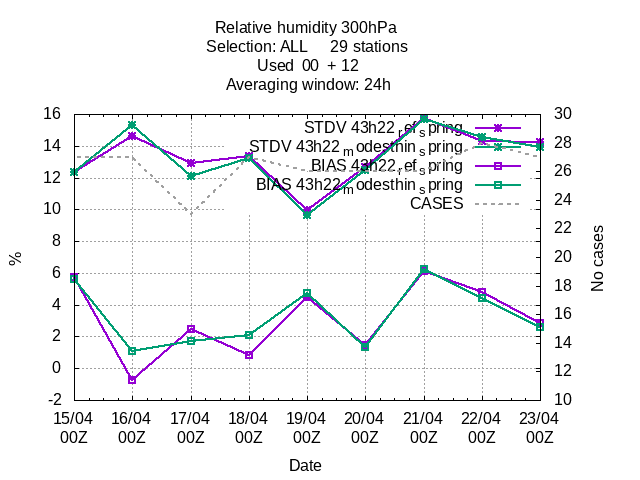 Relative humidity 300hPa
Selection: ALL 29 stations
Used 00 + 12
Averaging window: 24h
16 30
14 28
12 26
10 24
8 22
6 20
4 18
2 16
0 14
-2 12
10
%
No cases
STDV 43h22_ref_spring
STDV 43h22_modesthin_spring
BIAS 43h22_ref_spring
BIAS 43h22_modesthin_spring
CASES
15/04 16/04 17/04 18/04 19/04 20/04 21/04 22/04 23/04
00Z 00Z 00Z 00Z 00Z 00Z 00Z 00Z 00Z
Date